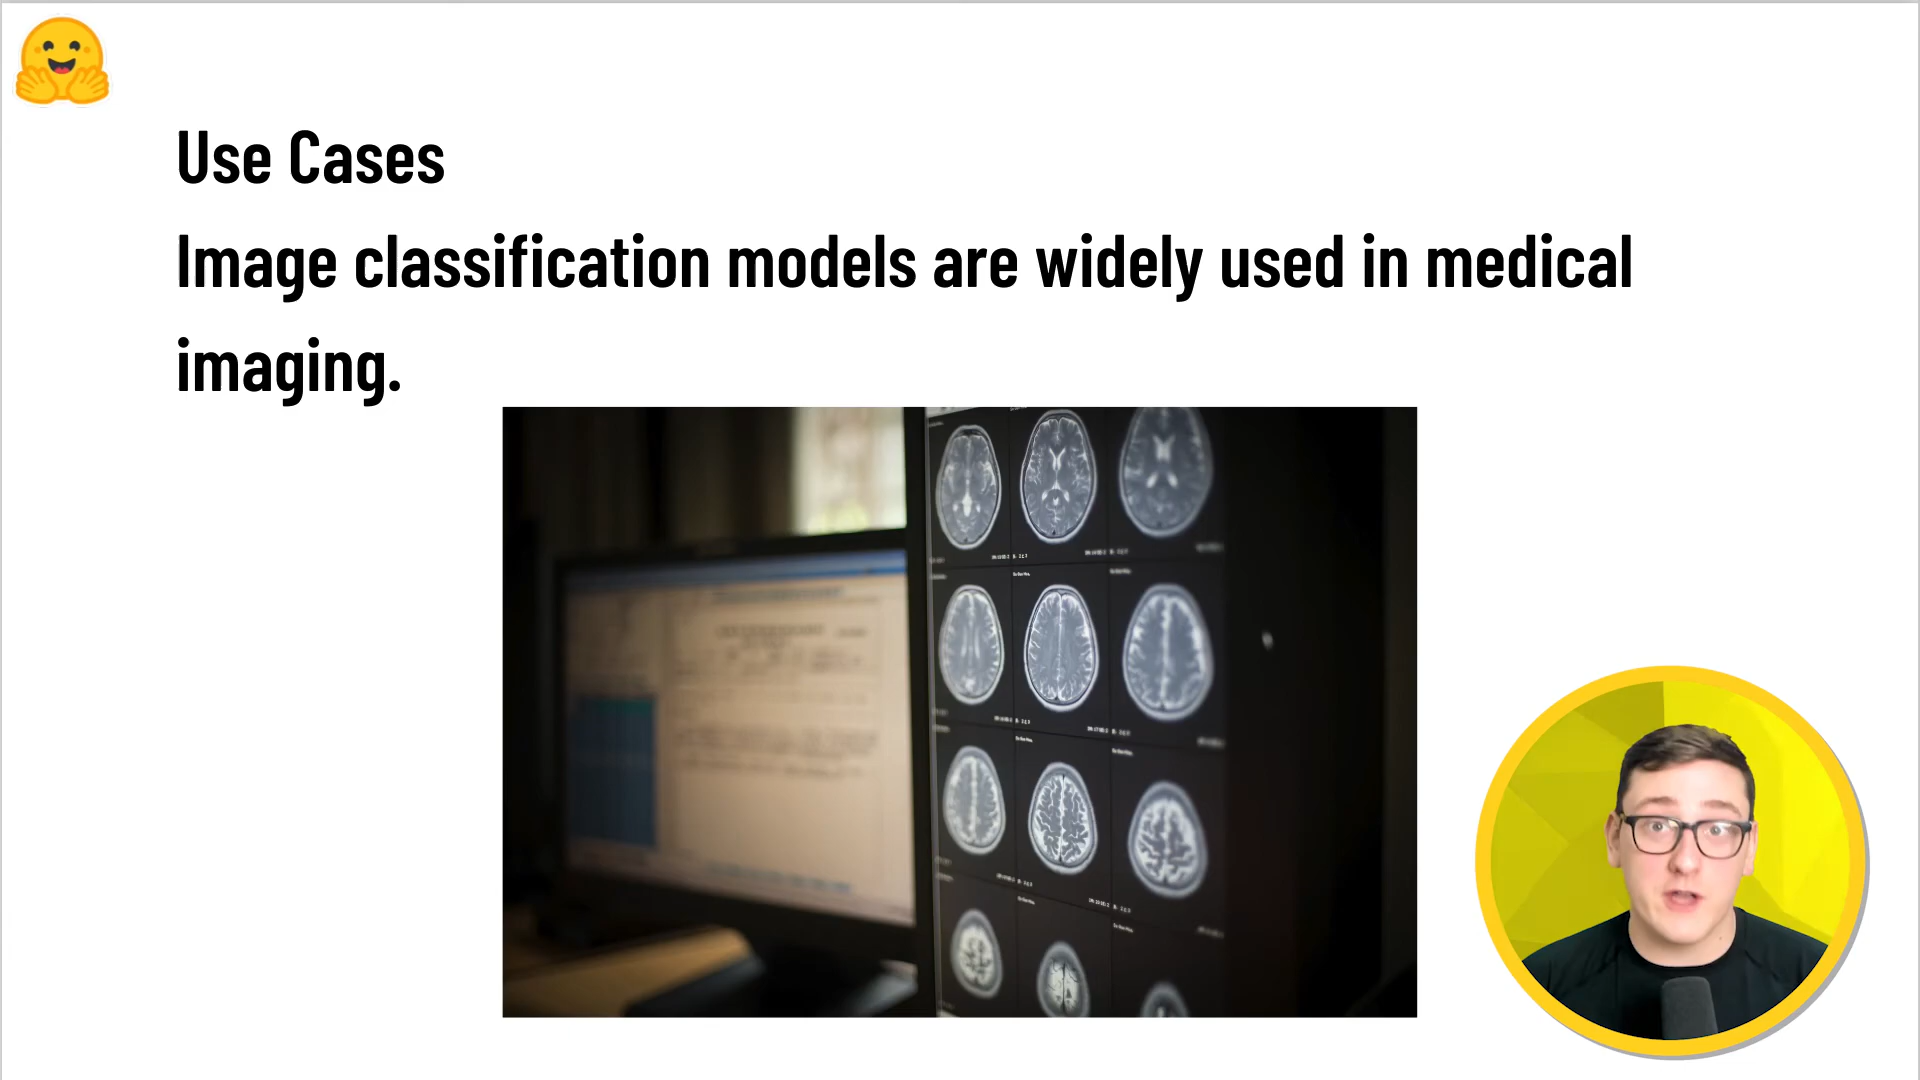 Use Cases
Image classification models are widely used in medical
imaging.